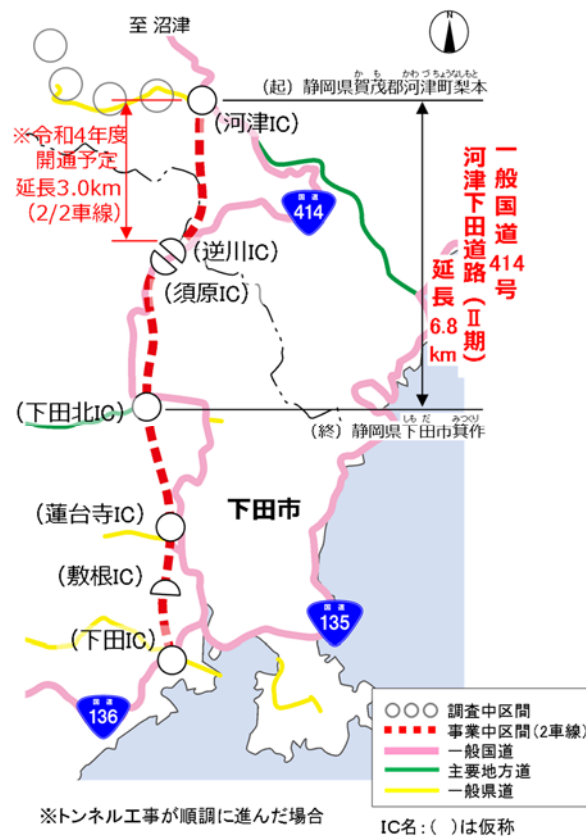 至 沼津
N
(起) 静岡県賀茂郡河津町梨本
か も かわ づ ちょうなしもと
(河津IC)
※令和4年度
開通予定
延長3.0km
(2/2車線)
国道
414
一般国道414号
河津下田道路(Ⅱ期)
延長6.8km
(逆川IC)
(須原IC)
(下田北IC)
しも だ みつくり
(終) 静岡県下田市箕作
(蓮台寺IC)
下田市
(敷根IC)
(下田IC)
国道
135
国道
136
調査中区間
事業中区間(2車線)
一般国道
主要地方道
一般県道
※トンネル工事が順調に進んだ場合
IC名:( )は仮称